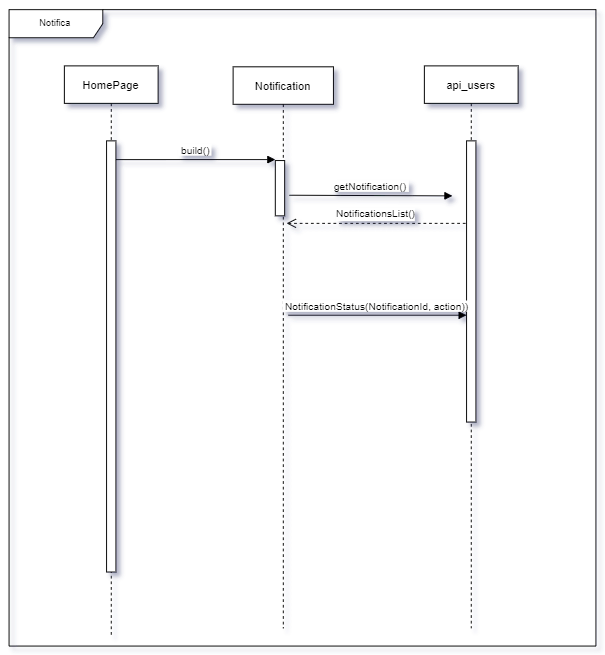 Notifica
HomePage
Notification
api_users
build()
getNotification()
NotificationsList()
NotificationStatus(NotificationId, action))